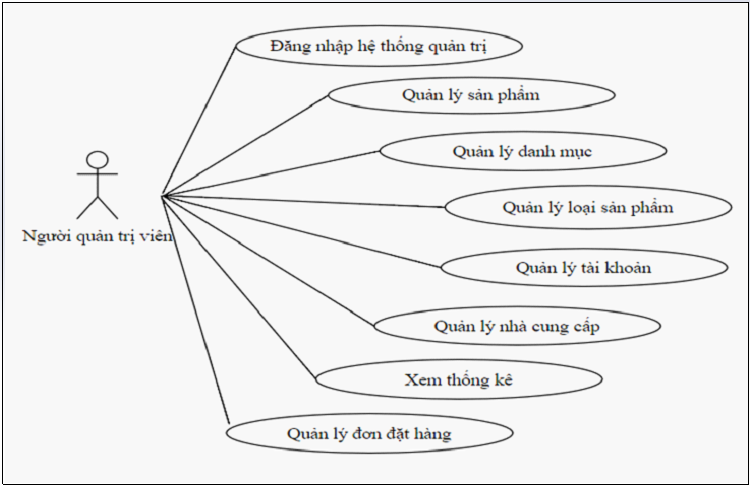 Đăng nhập hệ thống quản trị
Quản lý sản phẩm
Quản lý danh mục
Quản lý loại sản phẩm
Người quản trị viên
Quản lý tài khoản
Quản lý nhà cung cấp
Xem thống kê
Quản lý đơn đặt hàng